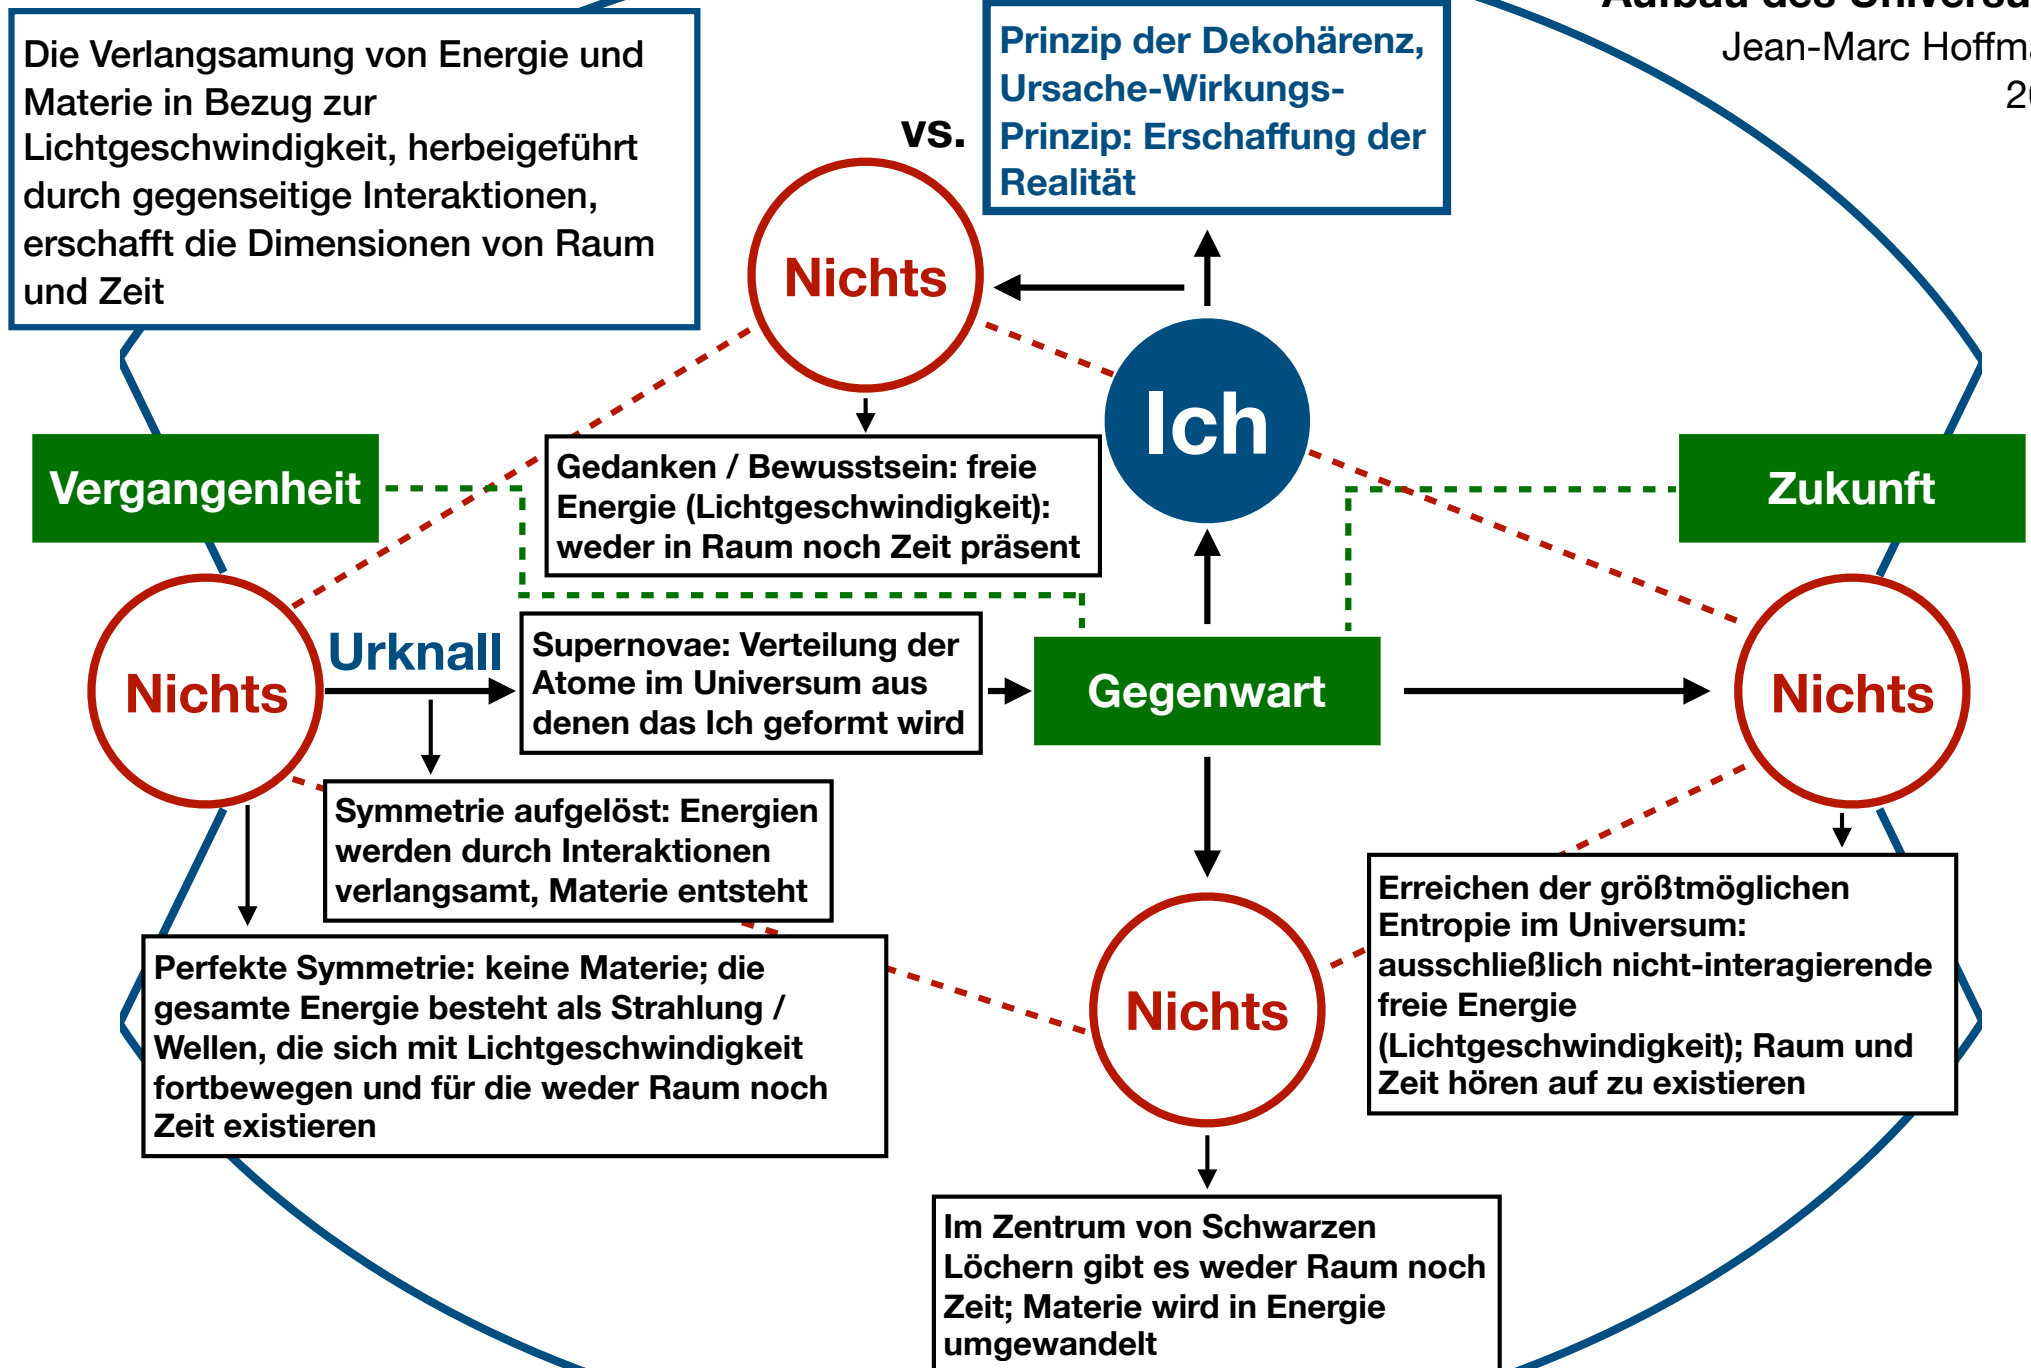 Aufbau des
Jean-Marc
Die Verlangsamung von Energie und
Materie in Bezug zur
Lichtgeschwindigkeit, herbeigeführt
durch gegenseitige Interaktionen,
erschafft die Dimensionen von Raum
und Zeit
vs.
Prinzip der Dekohärenz,
Ursache-Wirkungs-
Prinzip: Erschaffung der
Realität
Nichts
Ich
Vergangenheit
Gedanken / Bewusstsein: freie
Energie (Lichtgeschwindigkeit):
weder in Raum noch Zeit präsent
Zukunft
Nichts
Urknall
Supernovae: Verteilung der
Atome im Universum aus
denen das Ich geformt wird
Gegenwart
Nichts
Symmetrie aufgelöst: Energien
werden durch Interaktionen
verlangsamt, Materie entsteht
Perfekte Symmetrie: keine Materie; die
gesamte Energie besteht als Strahlung /
Wellen, die sich mit Lichtgeschwindigkeit
fortbewegen und für die weder Raum noch
Zeit existieren
Nichts
Erreichen der größtmöglichen
Entropie im Universum:
ausschließlich nicht-interagierende
freie Energie
(Lichtgeschwindigkeit); Raum und
Zeit hören auf zu existieren
Im Zentrum von Schwarzen
Löchern gibt es weder Raum noch
Zeit; Materie wird in Energie
umgewandelt